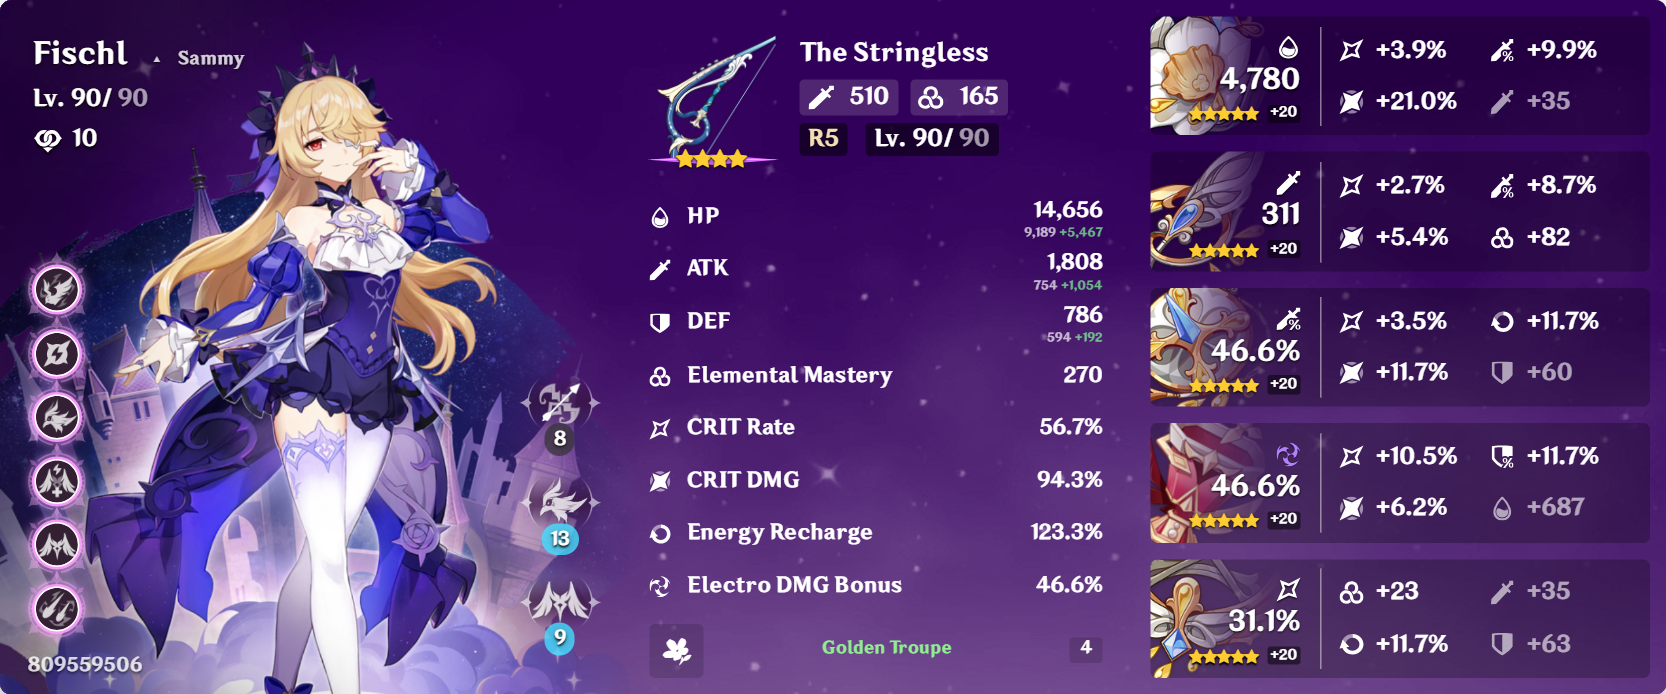 Fischl Sammy
Lv. 90/ 90
10
8
13
9
809559506
The Stringless
510 165
R5 Lv. 90/ 90
HP 14,656
9,189 +5,467
ATK 1,808
754 +1,054
DEF 786
594 +192
Elemental Mastery 270
CRIT Rate 56.7%
CRIT DMG 94.3%
Energy Recharge 123.3%
Electro DMG Bonus 46.6%
Golden Troupe 4
4,780
+20
+3.9% +9.9%
+21.0% +35
311
+20
+2.7% +8.7%
+5.4% +82
46.6%
+20
+3.5% +11.7%
+11.7% +60
46.6%
+20
+10.5% +11.7%
+6.2% +687
31.1%
+20
+23 +35
+11.7% +63